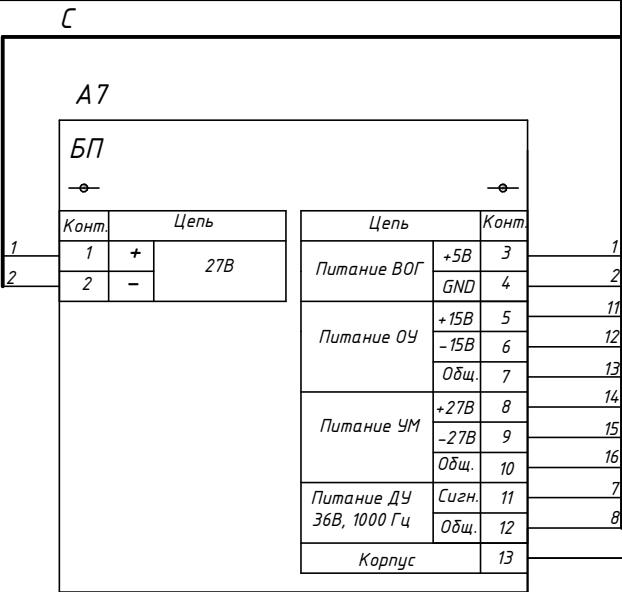 С
А7
БП
Конт. Цепь
1 1 + 27В
2 2 −
Цепь Конт.
Питание ВОГ +5В 3 1
GND 4 2
Питание ОУ +15В 5 11
−15В 6 12
Общ. 7 13
Питание УМ +27В 8 14
−27В 9 15
Общ. 10 16
Питание ДУ Сигн. 11 7
36В, 1000 Гц Общ. 12 8
Корпус 13